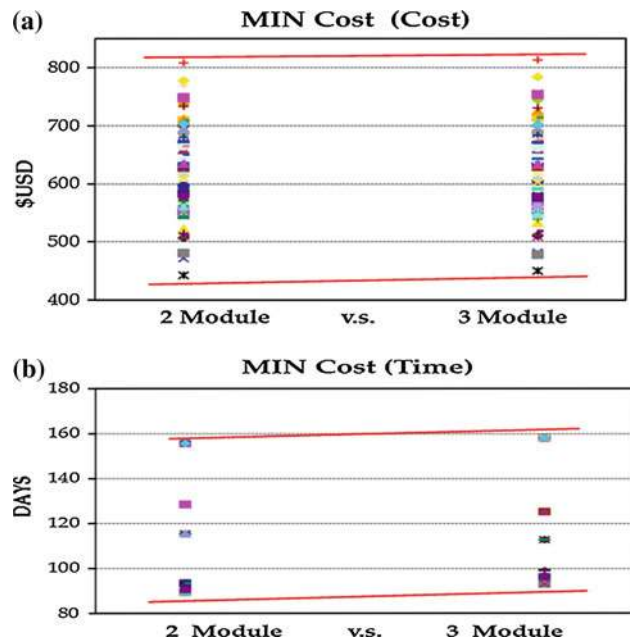 (a) MIN Cost (Cost)
$USD
800
700
600
500
400
2 Module v.s. 3 Module
(b) MIN Cost (Time)
DAYS
180
160
140
120
100
80
2 Module v.s. 3 Module